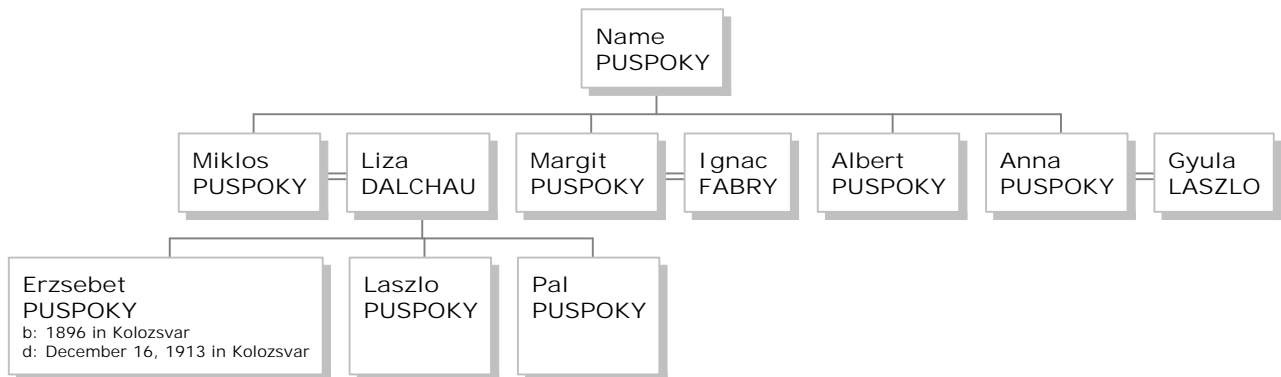 Name
PUSPOKY
Miklos
PUSPOKY
Liza
DALCHAU
Margit
PUSPOKY
Ignac
FABRY
Albert
PUSPOKY
Anna
PUSPOKY
Gyula
LASZLO
Erzsebet
PUSPOKY
b: 1896 in Kolozsvar
d: December 16, 1913 in Kolozsvar
Laszlo
PUSPOKY
Pal
PUSPOKY